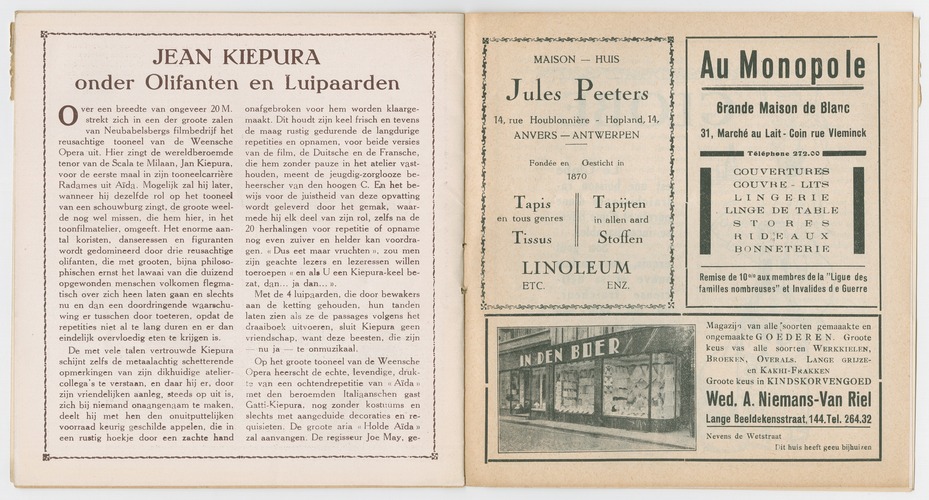 JEAN KIEPURA
onder Olifanten en Luipaarden
Over een breedte van ongeveer 20 M.
strekt zich in een der groote zalen
van Neubabelsbergs filmbedrijf het
reusachtige tooneel van de Weensche
Opera uit. Hier zingt de wereldberoemde
tenor van de Scala te Milaan, Jan Kiepura,
voor de eerste maal in zijn tooneelcarrière
Radames uit Aïda. Mogelijk zal hij later,
wanneer hij dezelfde rol op het tooneel
van een schouwburg zingt, de groote weel-
de nog wel missen, die hem hier, in het
toonfilmatelier, omgeeft. Het enorme aan-
tal koristen, danseressen en figuranten
wordt gedomineerd door drie reusachtige
olifanten, die met grooten, bijna philoso-
phischen ernst het lawaai van die duizend
opgewonden menschen volkomen flegma-
tisch over zich heen laten gaan en slechts
nu en dan een doordringende waarschu-
wing er tusschen door toeteren, opdat de
repetities niet al te lang duren en er dan
eindelijk overvloedig eten te krijgen is.
De met vele talen vertrouwde Kiepura
schijnt zelfs de metaalachtig schetterende
opmerkingen van zijn dikhuidige atelier-
collega's te verstaan, en daar hij er, door
zijn vriendelijken aanleg, steeds op uit is,
zich bij niemand onaangenaam te maken,
deelt hij met hen den onuitputtelijken
voorraad keurig geschilde appelen, die in
een rustig hoekje door een zachte hand
onafgebroken voor hem worden klaarge-
maakt. Dit houdt zijn keel frisch en tevens
de maag rustig gedurende de langdurige
repetities en opnamen, voor beide versies
van de film, de Duitsche en de Fransche,
die hem zonder pauze in het atelier vast-
houden, meent de jeugdig-zorglooze be-
heerscher van den hoogen C. En het be-
wijs voor de juistheid van deze opvatting
wordt geleverd door het gemak, waar-
mede hij elk deel van zijn rol, zelfs na de
20 herhalingen voor repetitie of opname
nog even zuiver en helder kan voordra-
gen. « Dus eet maar vruchten », zou men
zijn geachte lezers en lezeressen willen
toeroepen « en als U een Kiepura-keel be-
zat, dan... ja dan... ».
Met de 4 luipaarden, die door bewakers
aan de ketting gehouden, hun tanden
laten zien als ze de passages volgens het
draaiboek uitvoeren, sluit Kiepura geen
vriendschap, want deze beesten, die zijn
— nu ja — te onmuzikaal.
Op het groote tooneel van de Weensche
Opera heerscht de echte, levendige, druk-
te van een ochtendrepetitie van « Aïda »
met den beroemden Italiaanschen gast
Gatti-Kiepura, nog zonder kostuums en
slechts met aangeduide decoraties en re-
quisieten. De groote aria « Holde Aïda »
zal aanvangen. De regisseur Joe May, ge-
MAISON — HUIS
Jules Peeters
14, rue Houblonnière - Hopland, 14,
ANVERS — ANTWERPEN
Fondée en Gesticht in
1870
Tapis Tapijten
en tous genres in allen aard
Tissus Stoffen
LINOLEUM
ETC. ENZ.
Au Monopole
Grande Maison de Blanc
31, Marché au Lait - Coin rue Vleminck
Téléphone 272.00
COUVERTURES
COUVRE - LITS
LINGERIE
LINGE DE TABLE
STORES
RIDEAUX
BONNETERIE
Remise de 10% aux membres de la "Ligue des
familles nombreuses" et Invalides de Guerre
IN DEN BOER
Magazijn van alle soorten gemaaakte en
ongemaakte GOEDEREN. Groote
keus van alle soorten WERKKIELEN,
BROEKEN, OVERALS. LANGE GRIJZE-
en KAKHI-FRAKKEN
Groote keus in KINDSKORVENGOED
Wed. A. Niemans-Van Riel
Lange Beeldekensstraat, 144, Tel. 264.32
Nevens de Wetstraat
Dit huis heeft geen bijhuizen